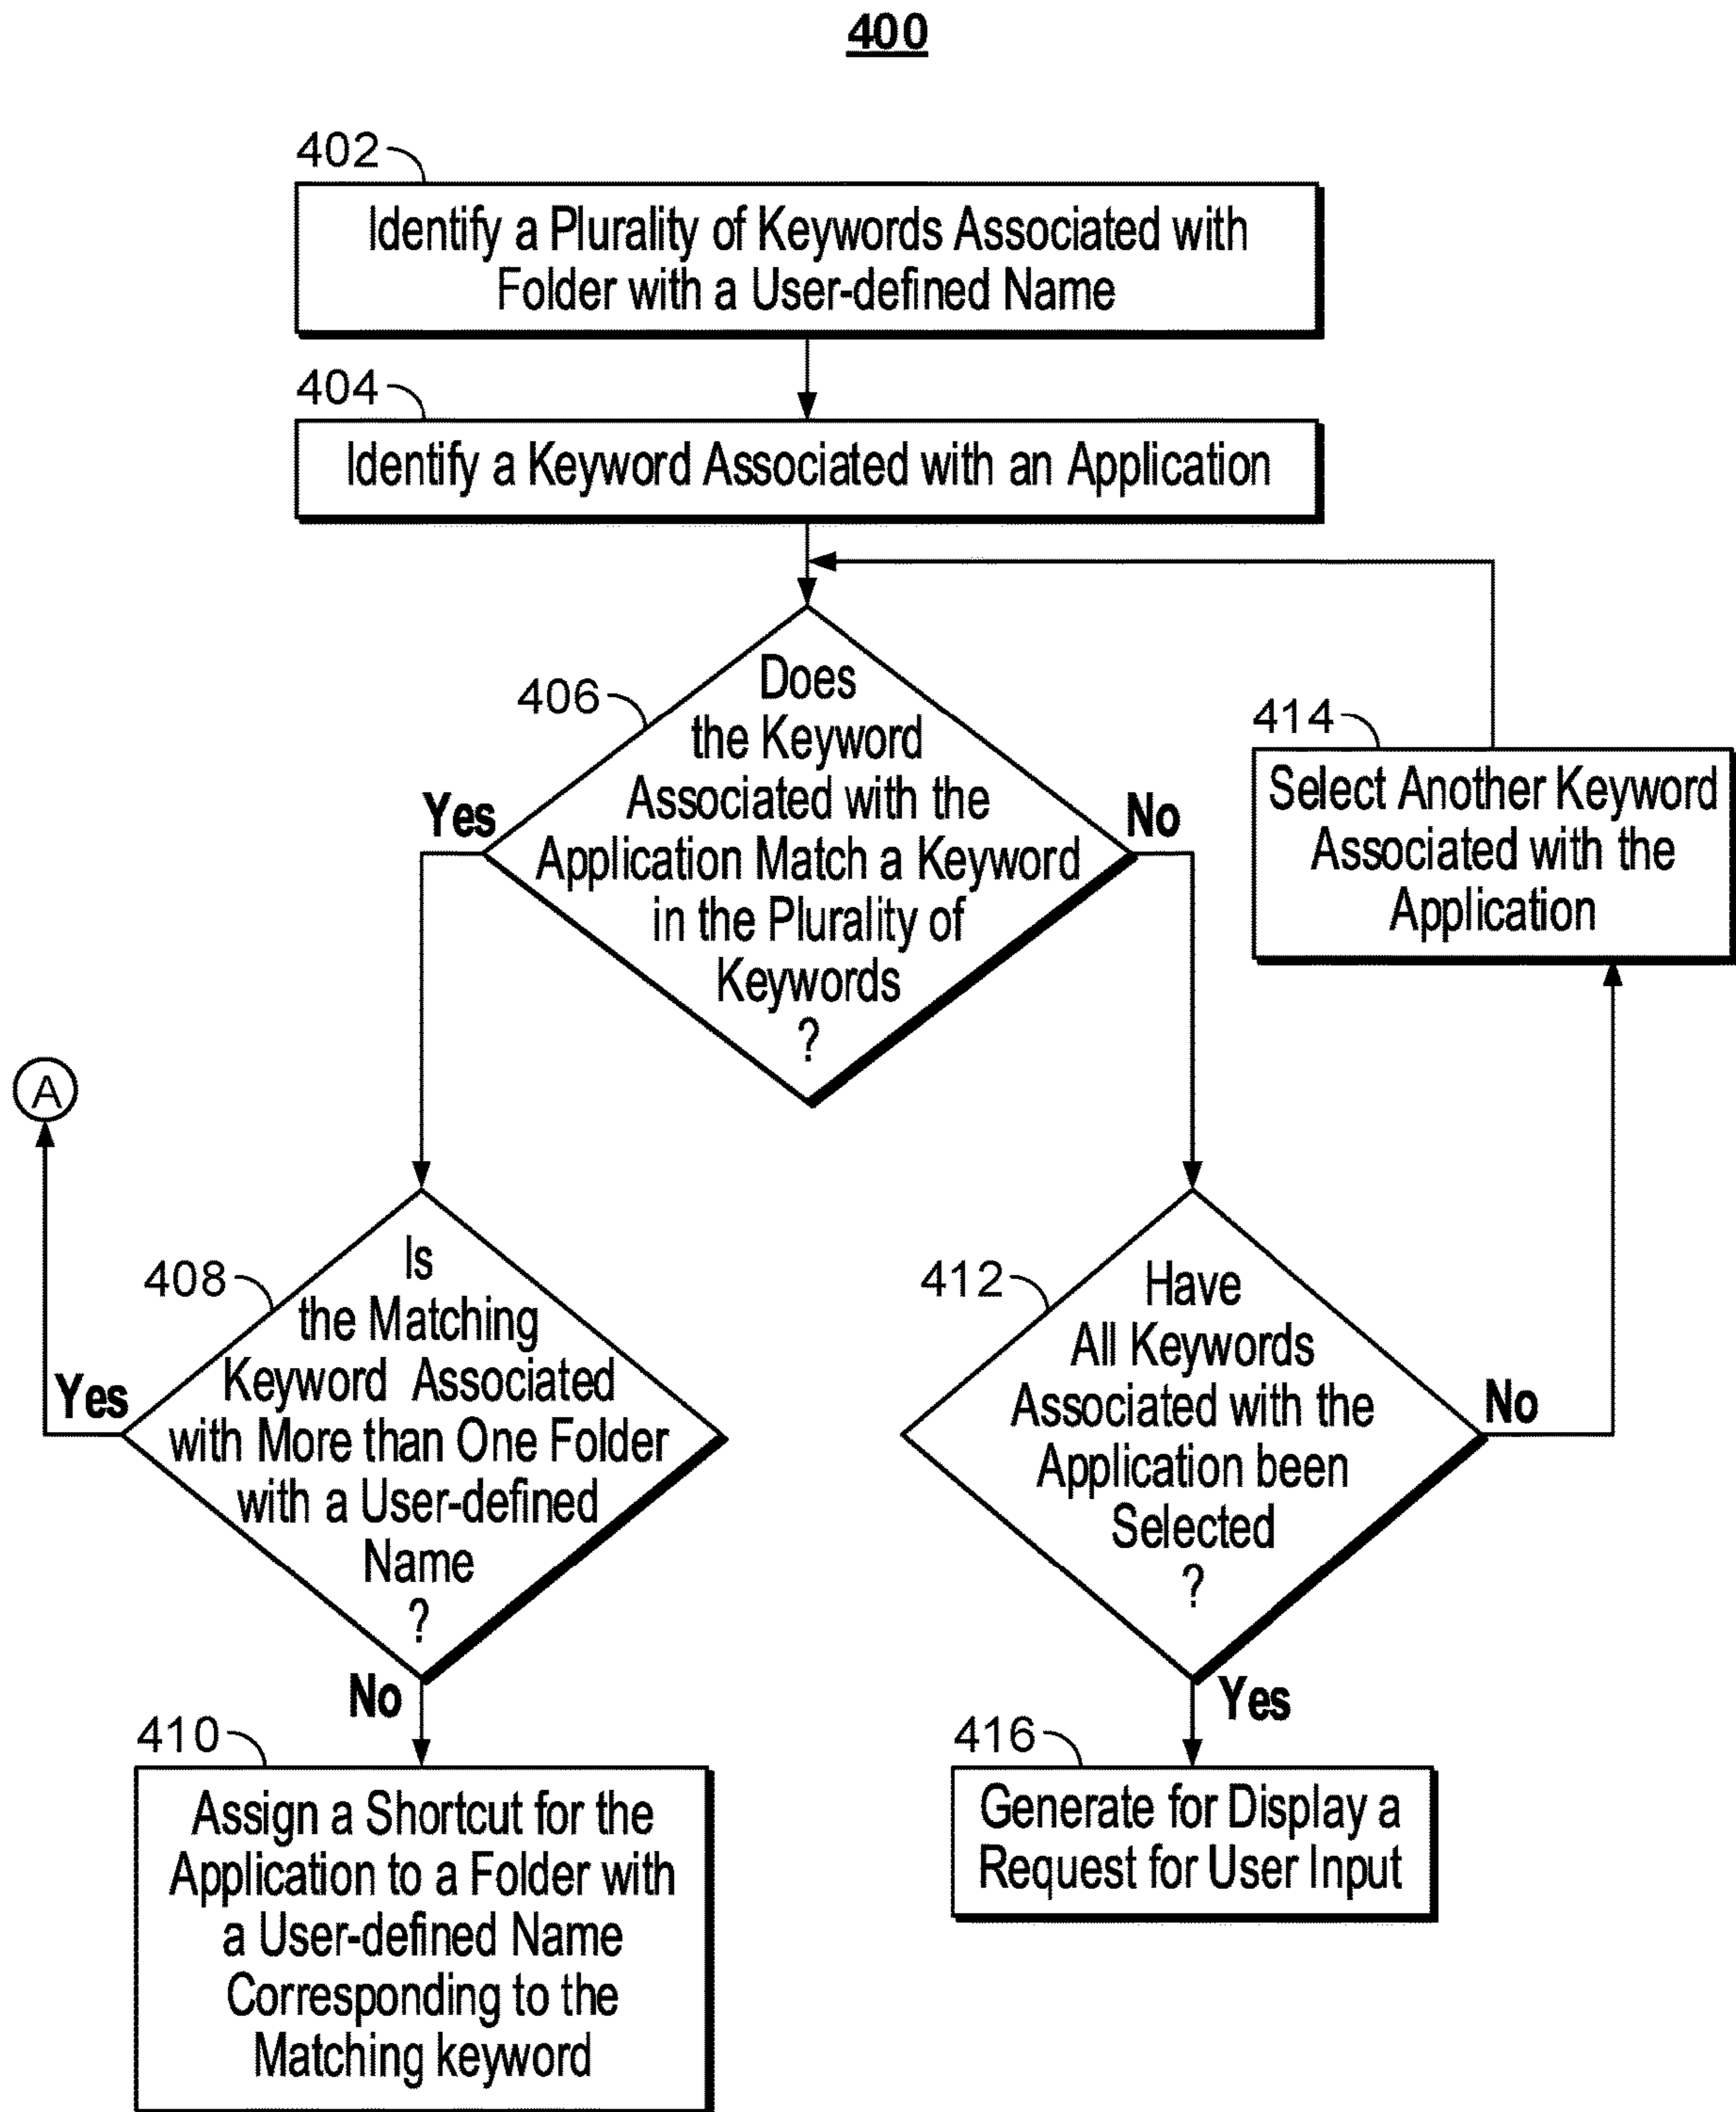 400
402
Identify a Plurality of Keywords Associated with
Folder with a User-defined Name
404
Identify a Keyword Associated with an Application
406
Does
the Keyword
Associated with the
Application Match a Keyword
in the Plurality of
Keywords
?
Yes
No
414
Select Another Keyword
Associated with the
Application
A
408
Is
the Matching
Keyword Associated
with More than One Folder
with a User-defined
Name
?
Yes
No
412
Have
All Keywords
Associated with the
Application been
Selected
?
No
Yes
410
Assign a Shortcut for the
Application to a Folder with
a User-defined Name
Corresponding to the
Matching keyword
416
Generate for Display a
Request for User Input